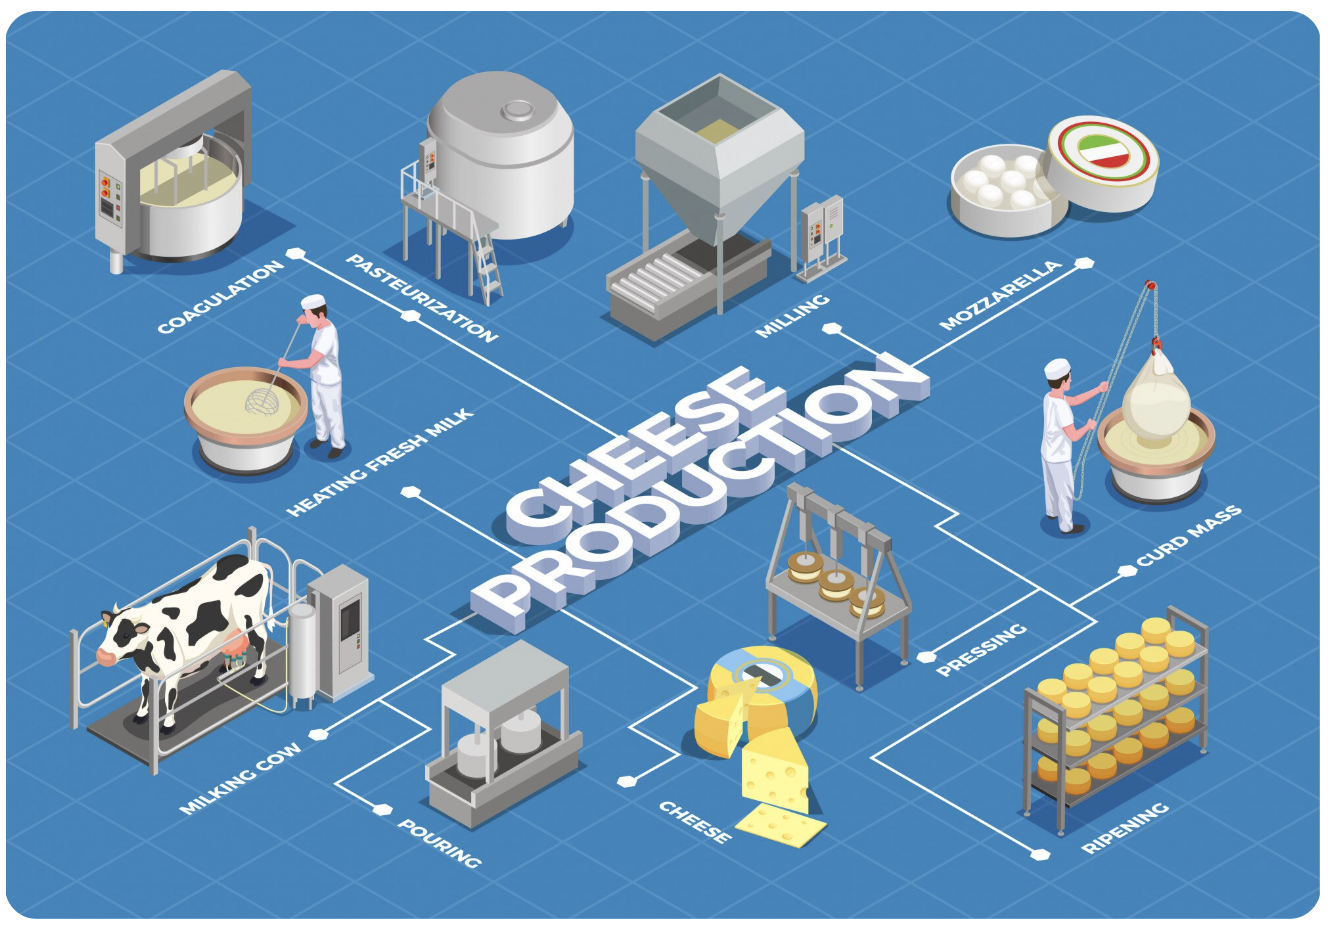 COAGULATION
PASTEURIZATION
MILLING
MOZZARELLA
HEATING FRESH MILK
CHEESE
PRODUCTION
CURD MASS
MILKING COW
POURING
CHEESE
PRESSING
RIPENING